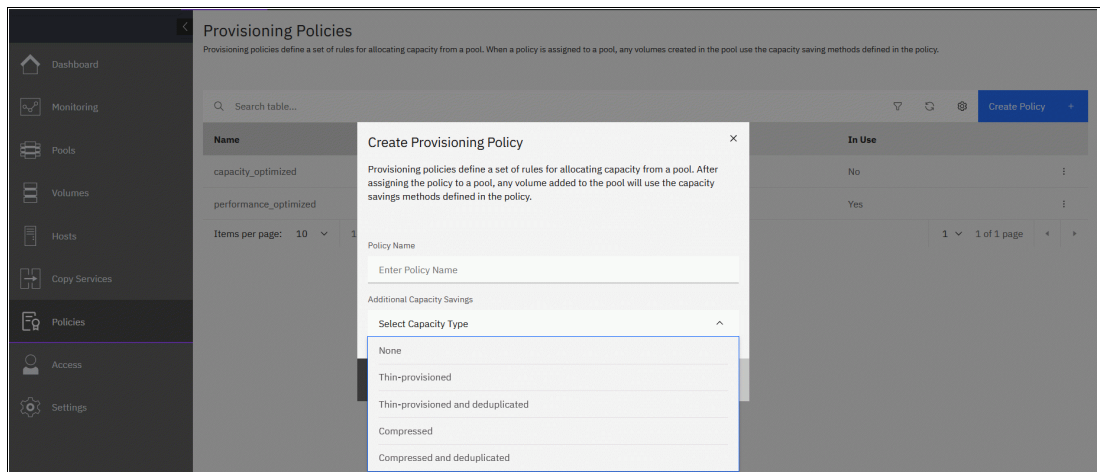 Provisioning Policies
Provisioning policies define a set of rules for allocating capacity from a pool. When a policy is assigned to a pool, any volumes created in the pool use the capacity saving methods defined in the policy.
Dashboard
Monitoring
Pools
Volumes
Hosts
Copy Services
Policies
Access
Settings
Search table...
Create Policy +
Name
In Use
capacity_optimized
No
performance_optimized
Yes
Items per page: 10
1
1 1 of 1 page
Create Provisioning Policy
Provisioning policies define a set of rules for allocating capacity from a pool. After
assigning the policy to a pool, any volume added to the pool will use the capacity
savings methods defined in the policy.
Policy Name
Enter Policy Name
Additional Capacity Savings
Select Capacity Type
None
Thin-provisioned
Thin-provisioned and deduplicated
Compressed
Compressed and deduplicated